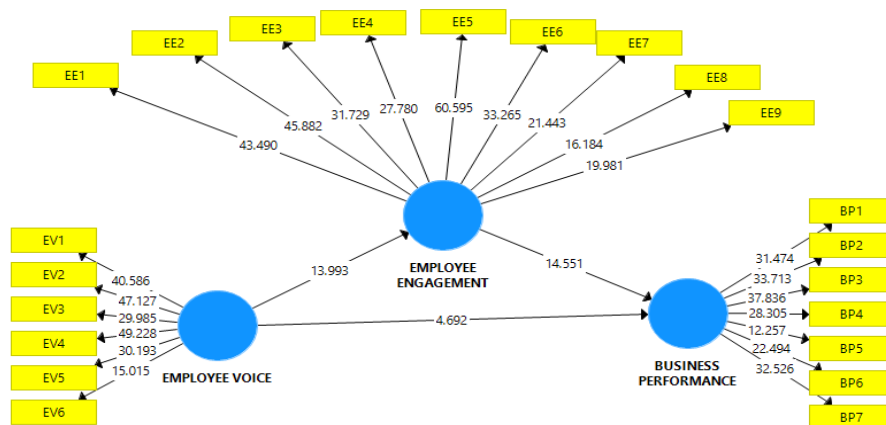 EE1
EE2
EE3
EE4
EE5
EE6
EE7
EE8
EE9
43.490
45.882
31.729
27.780
60.595
33.265
21.443
16.184
19.981
EMPLOYEE
ENGAGEMENT
13.993
14.551
4.692
EV1
EV2
EV3
EV4
EV5
EV6
40.586
47.127
29.985
49.228
30.193
15.015
EMPLOYEE VOICE
BP1
BP2
BP3
BP4
BP5
BP6
BP7
31.474
33.713
37.836
28.305
12.257
22.494
32.526
BUSINESS
PERFORMANCE